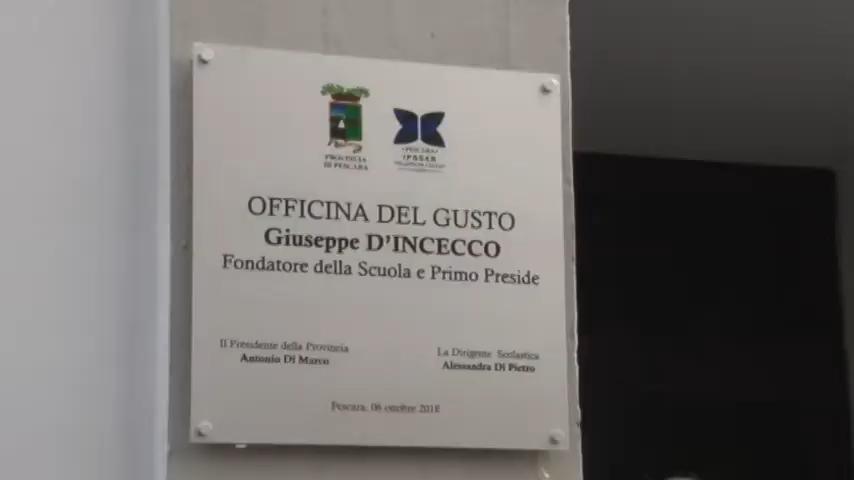 PROVINCIA
DI PESCARA
PESCARA
IPSSAR
OFFICINA DEL GUSTO
Giuseppe D'INCECCO
Fondatore della Scuola e Primo Preside
Il Presidente della Provincia
Antonio Di Marco
La Dirigente Scolastica
Alessandra Di Pietro
Pescara, 06 ottobre 2018